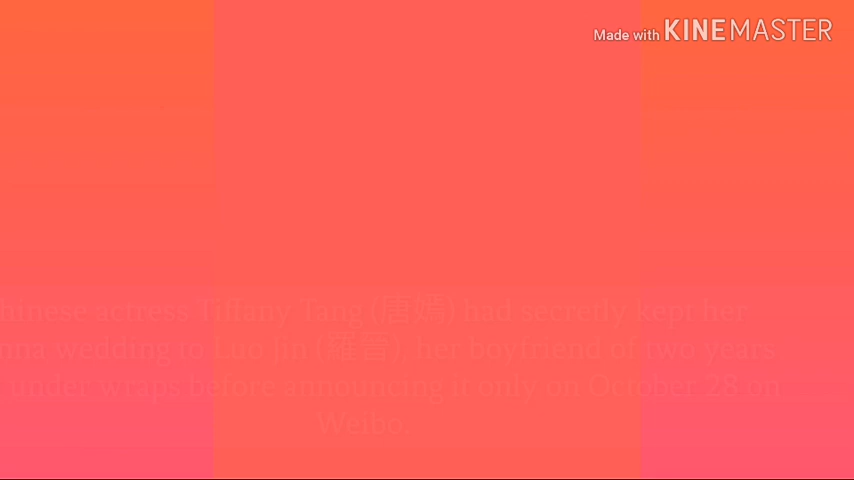 Made with KINEMASTER
hinese actress Tiffany Tang (唐嫣) had secretly kept her
nna wedding to Luo Jin (羅晉), her boyfriend of two years
under wraps before announcing it only on October 28 on
Weibo.